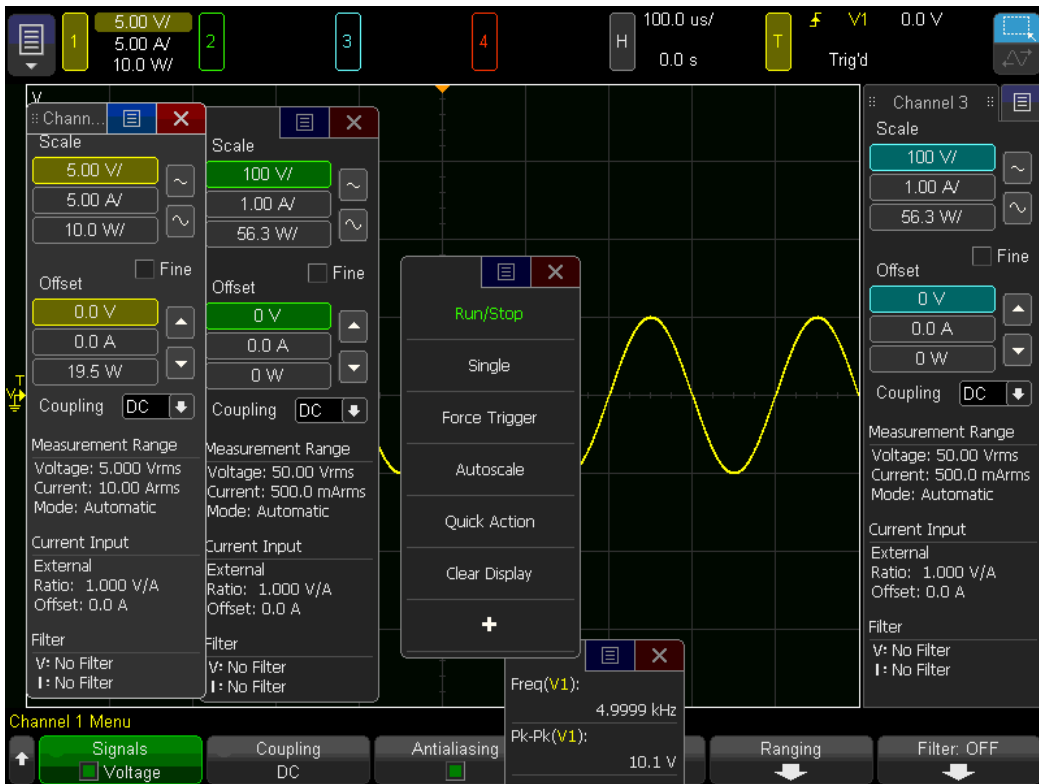 1
5.00 V/
5.00 A/
10.0 W/
2
3
4
H
100.0 us/
0.0 s
T
V1
0.0 V
Trig'd
V
Chann...
Scale
5.00 V/
5.00 A/
10.0 W/
Fine
Offset
0.0 V
0.0 A
19.5 W
Coupling
DC
Measurement Range
Voltage: 5.000 Vrms
Current: 10.00 Arms
Mode: Automatic
Current Input
External
Ratio: 1.000 V/A
Offset: 0.0 A
Filter
V: No Filter
I: No Filter
Scale
100 V/
1.00 A/
56.3 W/
Fine
Offset
0 V
0.0 A
0 W
Coupling
DC
Measurement Range
Voltage: 50.00 Vrms
Current: 500.0 mArms
Mode: Automatic
Current Input
External
Ratio: 1.000 V/A
Offset: 0.0 A
Filter
V: No Filter
I: No Filter
Run/Stop
Single
Force Trigger
Autoscale
Quick Action
Clear Display
+
Freq(V1):
4.9999 kHz
Pk-Pk(V1):
10.1 V
Channel 3
Scale
100 V/
1.00 A/
56.3 W/
Fine
Offset
0 V
0.0 A
0 W
Coupling
DC
Measurement Range
Voltage: 50.00 Vrms
Current: 500.0 mArms
Mode: Automatic
Current Input
External
Ratio: 1.000 V/A
Offset: 0.0 A
Filter
V: No Filter
I: No Filter
T
V
Channel 1 Menu
Signals
Voltage
Coupling
DC
Antialiasing
Ranging
Filter: OFF